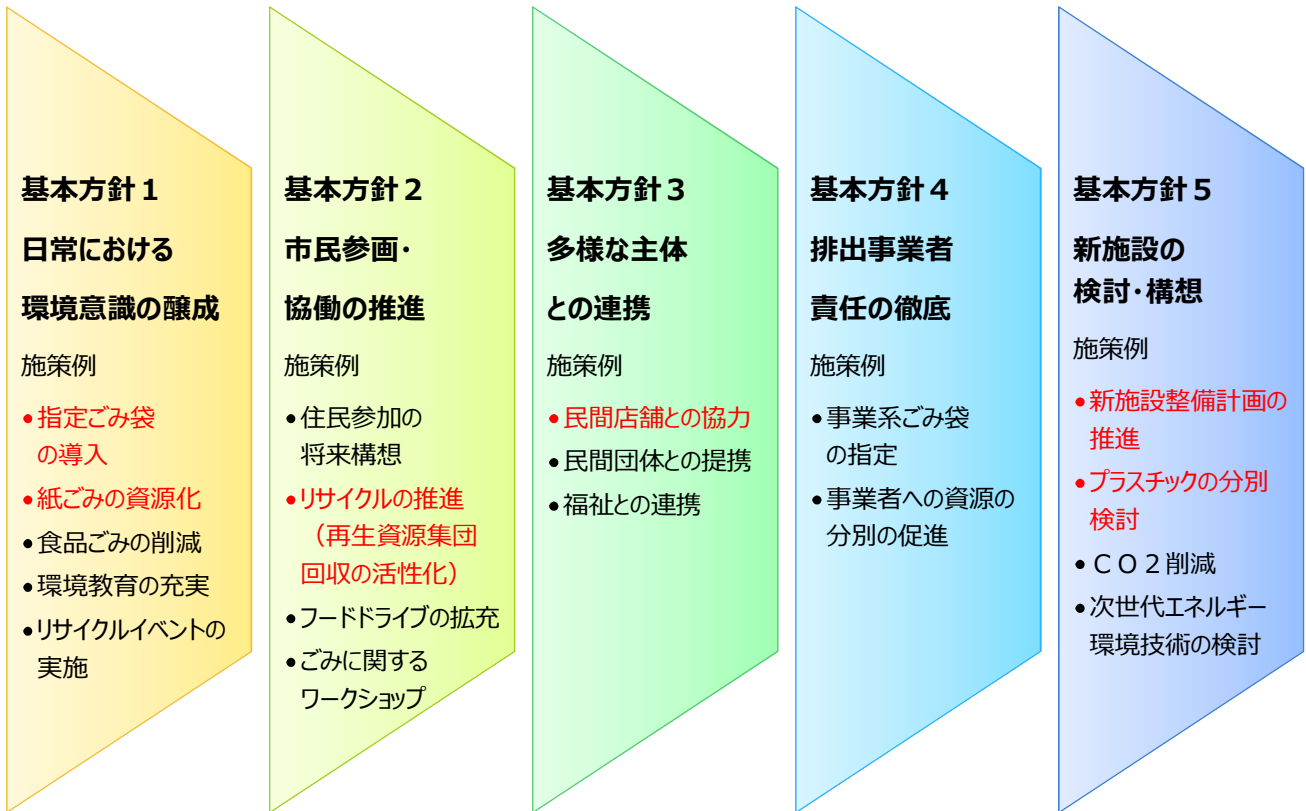 基本方針１
日常における
環境意識の醸成
施策例
•指定ごみ袋
の導入
•紙ごみの資源化
•食品ごみの削減
•環境教育の充実
•リサイクルイベントの
実施
基本方針２
市民参画・
協働の推進
施策例
•住民参加の
将来構想
•リサイクルの推進
（再生資源集団
回収の活性化）
•フードドライブの拡充
•ごみに関する
ワークショップ
基本方針３
多様な主体
との連携
施策例
•民間店舗との協力
•民間団体との提携
•福祉との連携
基本方針４
排出事業者
責任の徹底
施策例
•事業系ごみ袋
の指定
•事業者への資源の
分別の促進
基本方針５
新施設の
検討・構想
施策例
•新施設整備計画の
推進
•プラスチックの分別
検討
•ＣＯ２削減
•次世代エネルギー
環境技術の検討